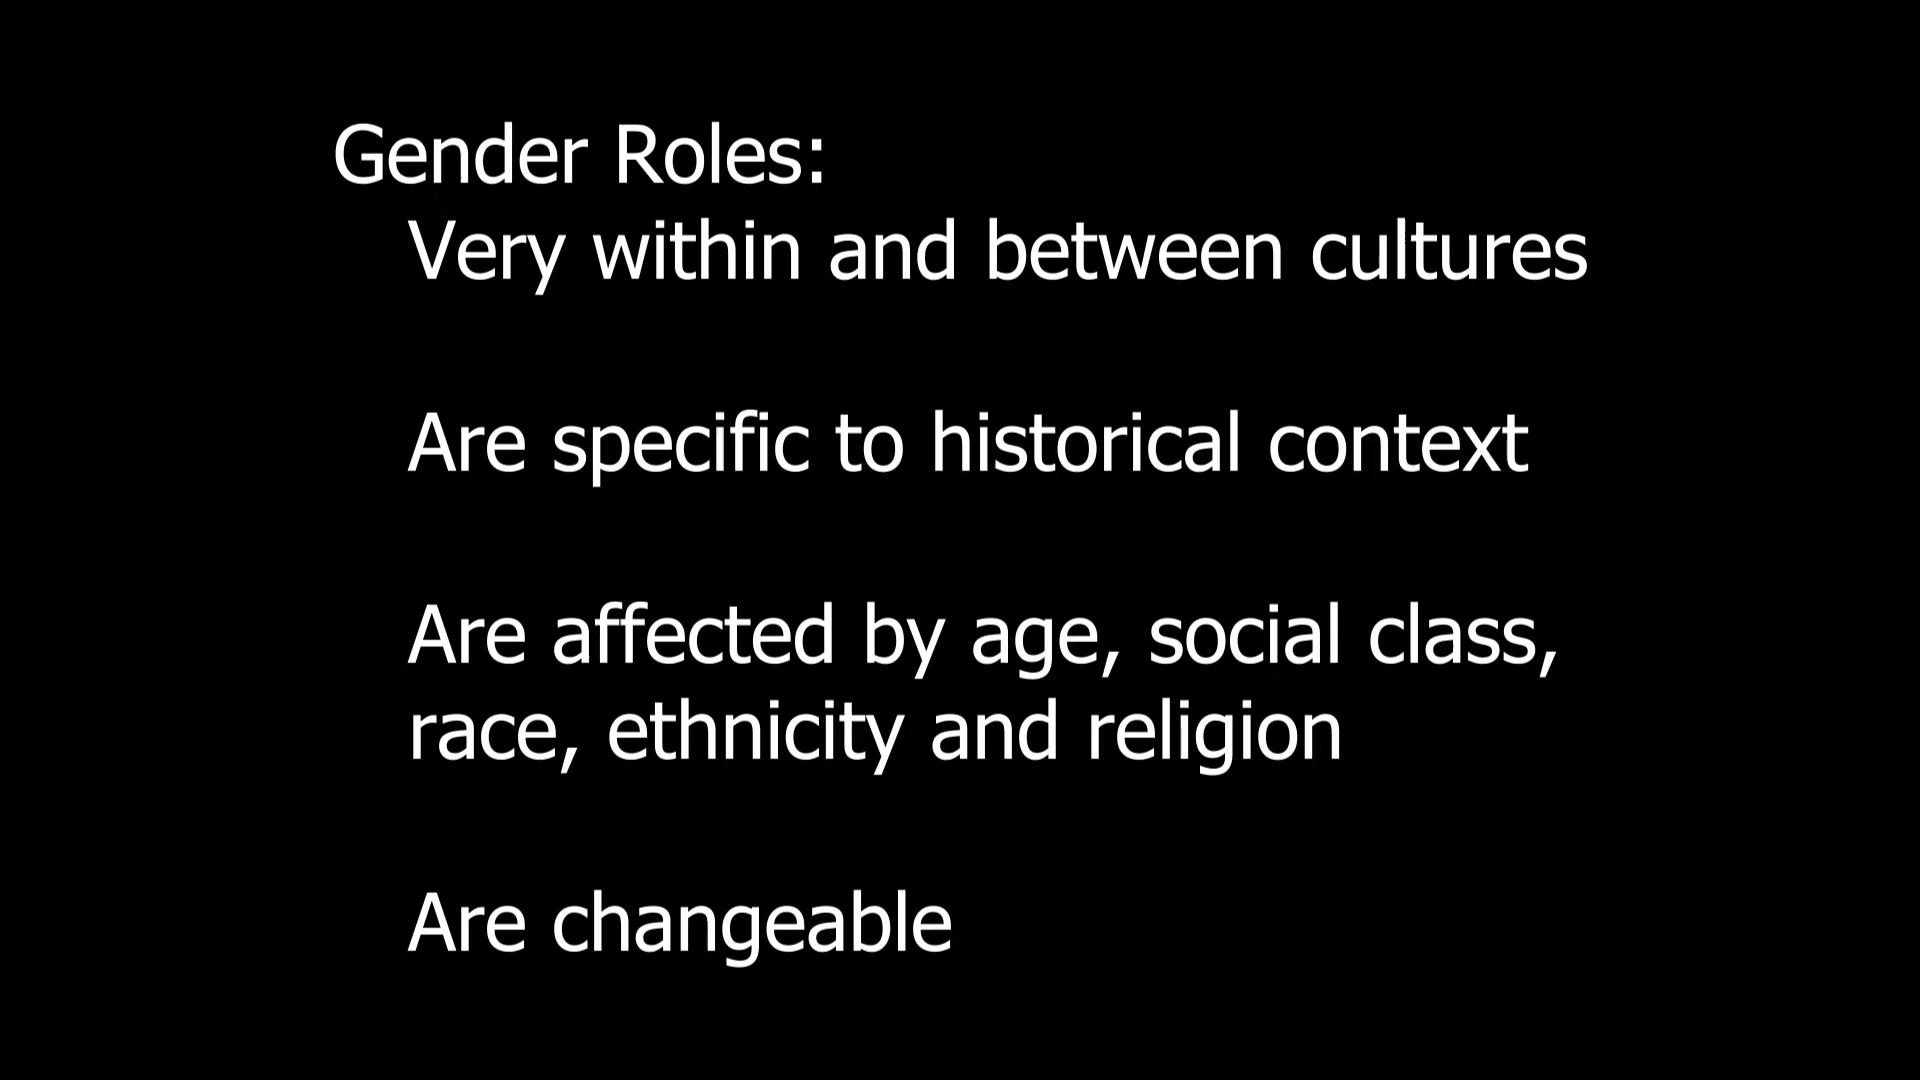 Gender Roles:
Very within and between cultures
Are specific to historical context
Are affected by age, social class,
race, ethnicity and religion
Are changeable